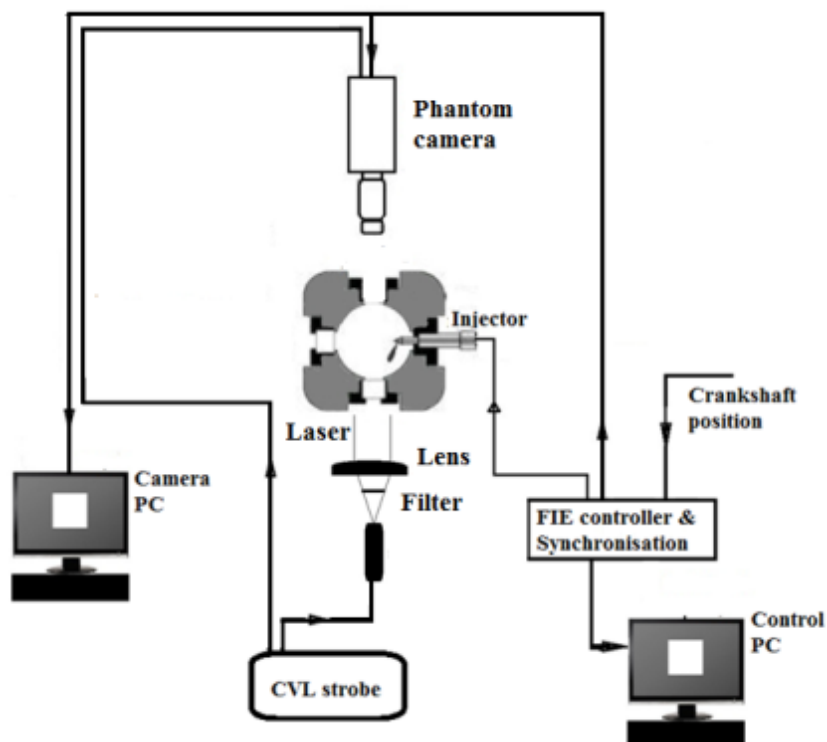 Phantom
camera
Injector
Crankshaft
position
Laser
Lens
Camera
PC
Filter
FIE controller &
Synchronisation
Control
PC
CVL strobe